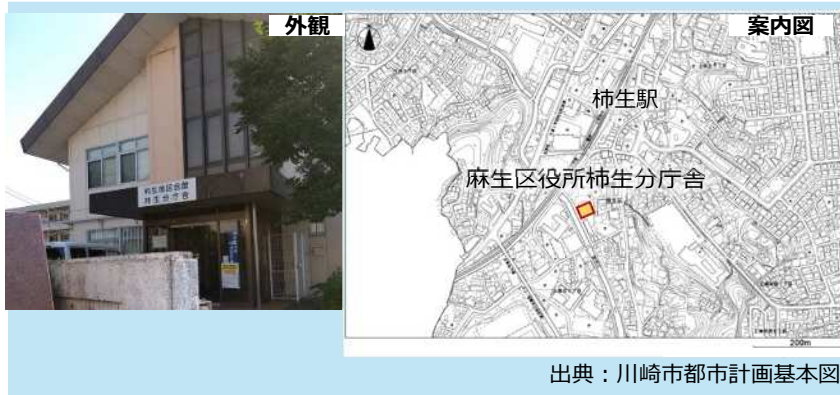 外観
案内図
柿生地区会館
柿生分庁舎
柿生駅
麻生区役所柿生分庁舎
200m
出典：川崎市都市計画基本図